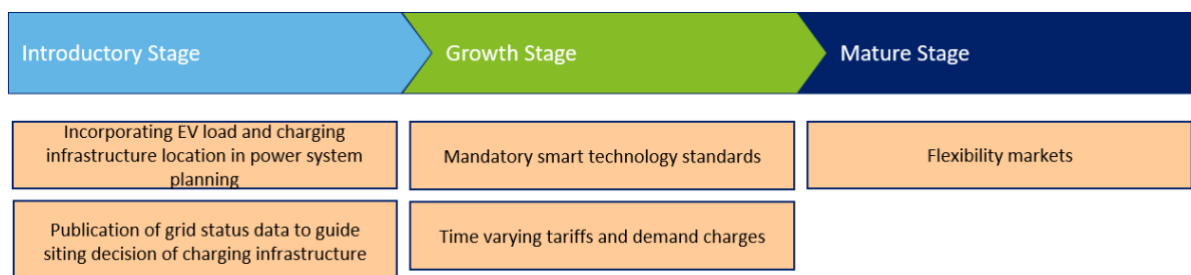 Introductory Stage
Growth Stage
Mature Stage
Incorporating EV load and charging
infrastructure location in power system
planning
Mandatory smart technology standards
Flexibility markets
Publication of grid status data to guide
siting decision of charging infrastructure
Time varying tariffs and demand charges